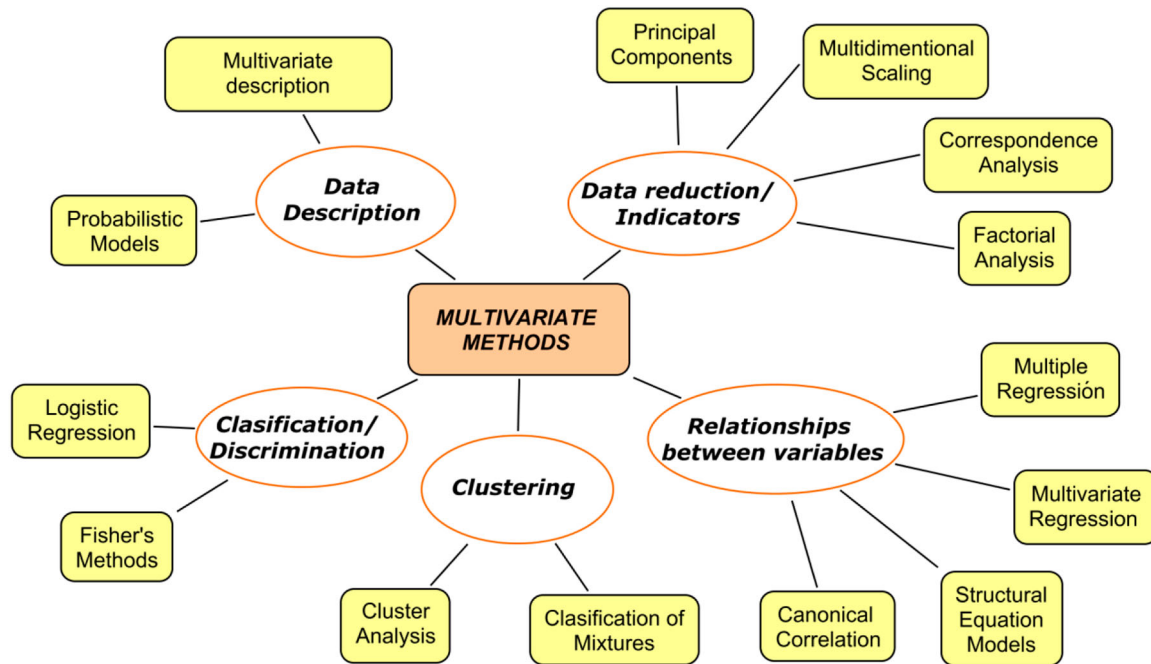 Multivariate
description
Principal
Components
Multidimentional
Scaling
Correspondence
Analysis
Data
Description
Data reduction/
Indicators
Probabilistic
Models
Factorial
Analysis
MULTIVARIATE
METHODS
Multiple
Regressión
Logistic
Regression
Clasification/
Discrimination
Relationships
between variables
Clustering
Multivariate
Regression
Fisher's
Methods
Cluster
Analysis
Clasification of
Mixtures
Canonical
Correlation
Structural
Equation
Models